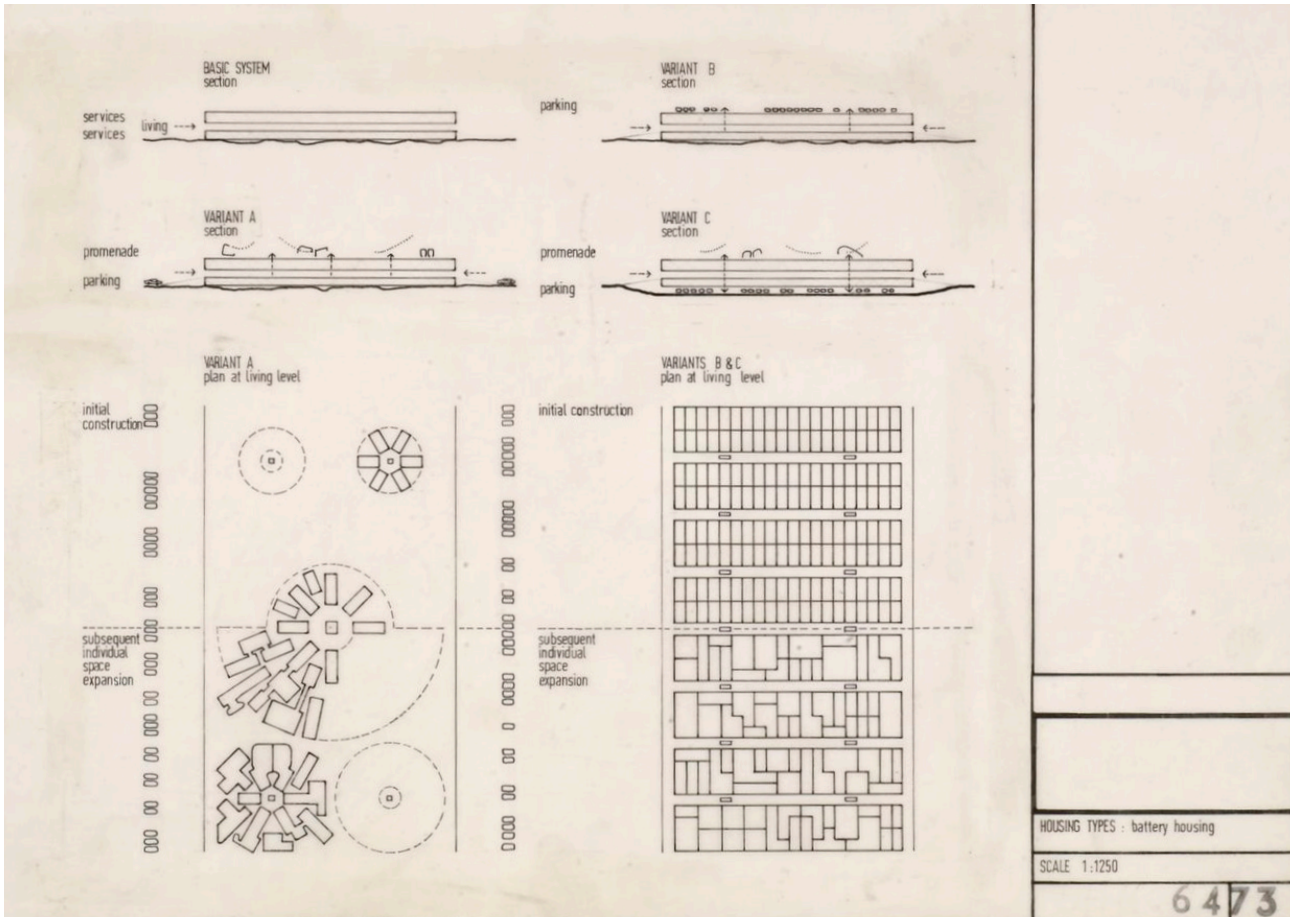 BASIC SYSTEM
section
services
living
services
VARIANT B
section
parking
VARIANT A
section
promenade
parking
VARIANT C
section
promenade
parking
VARIANT A
plan at living level
initial
construction
subsequent
individual
space
expansion
VARIANTS B & C
plan at living level
initial construction
subsequent
individual
space
expansion
HOUSING TYPES : battery housing
SCALE 1:1250
6473